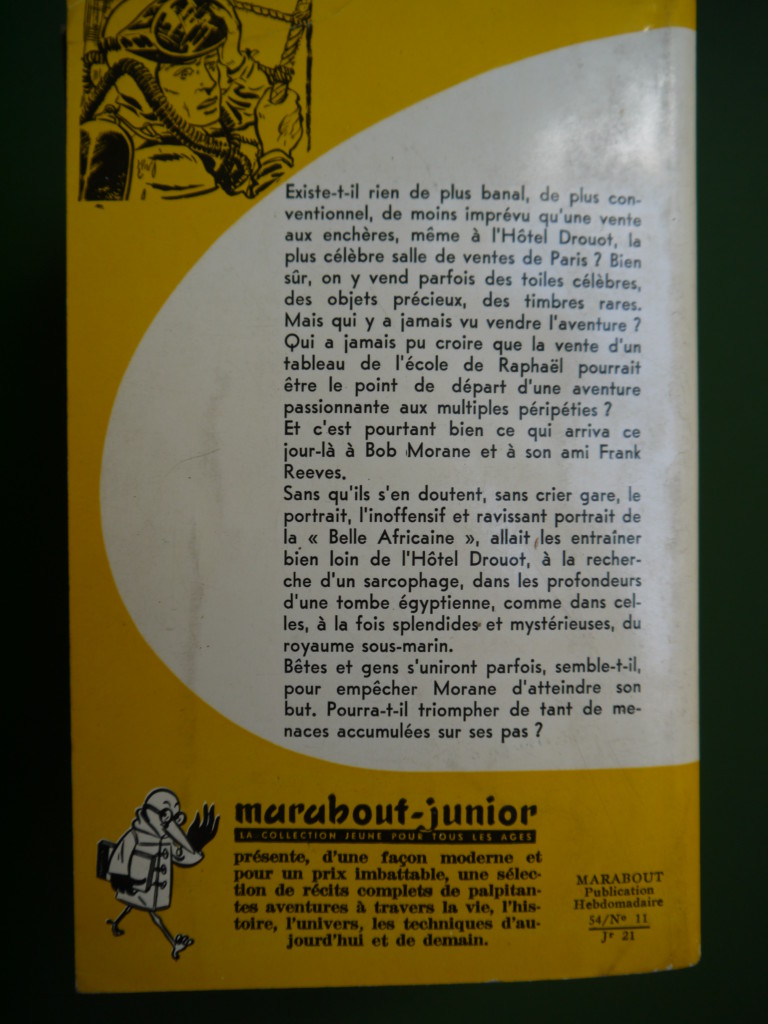 Existe-t-il rien de plus banal, de plus con-
ventionnel, de moins imprévu qu'une vente
aux enchères, même à l'Hôtel Drouot, la
plus célèbre salle de ventes de Paris ? Bien
sûr, on y vend parfois des toiles célèbres,
des objets précieux, des timbres rares.
Mais qui y a jamais vu vendre l'aventure ?
Qui a jamais pu croire que la vente d'un
tableau de l'école de Raphaël pourrait
être le point de départ d'une aventure
passionnante aux multiples péripéties ?
Et c'est pourtant bien ce qui arriva ce
jour-là à Bob Morane et à son ami Frank
Reeves.
Sans qu'ils s'en doutent, sans crier gare, le
portrait, l'inoffensif et ravissant portrait de
la « Belle Africaine », allait les entraîner
bien loin de l'Hôtel Drouot, à la recher-
che d'un sarcophage, dans les profondeurs
d'une tombe égyptienne, comme dans cel-
les, à la fois splendides et mystérieuses, du
royaume sous-marin.
Bêtes et gens s'uniront parfois, semble-t-il,
pour empêcher Morane d'atteindre son
but. Pourra-t-il triompher de tant de me-
naces accumulées sur ses pas ?
marabout-junior
LA COLLECTION JEUNE POUR TOUS LES AGES
présente, d'une façon moderne et
pour un prix imbattable, une sélec-
tion de récits complets de palpitan-
tes aventures à travers la vie, l'his-
toire, l'univers, les techniques d'au-
jourd'hui et de demain.
MARABOUT
Publication
Hebdomadaire
54/Nº 11
Jr 21